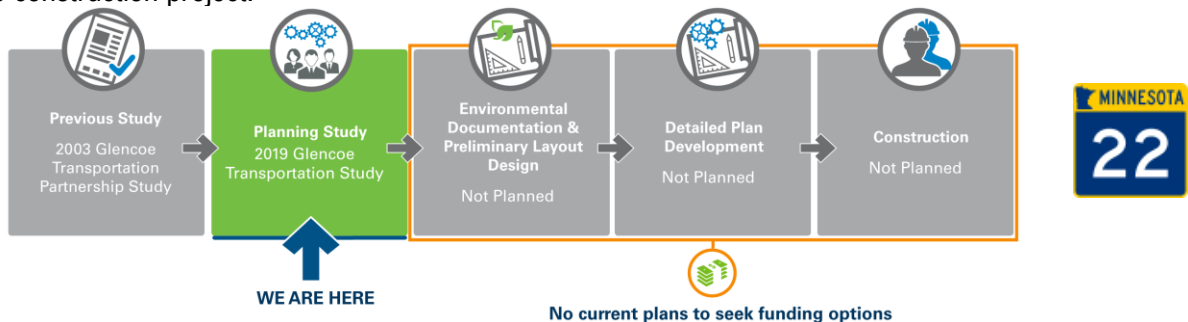 construction project.
Previous Study
2003 Glencoe
Transportation
Partnership Study
Planning Study
2019 Glencoe
Transportation Study
Environmental
Documentation &
Preliminary Layout
Design
Not Planned
Detailed Plan
Development
Not Planned
Construction
Not Planned
MINNESOTA
22
WE ARE HERE
No current plans to seek funding options